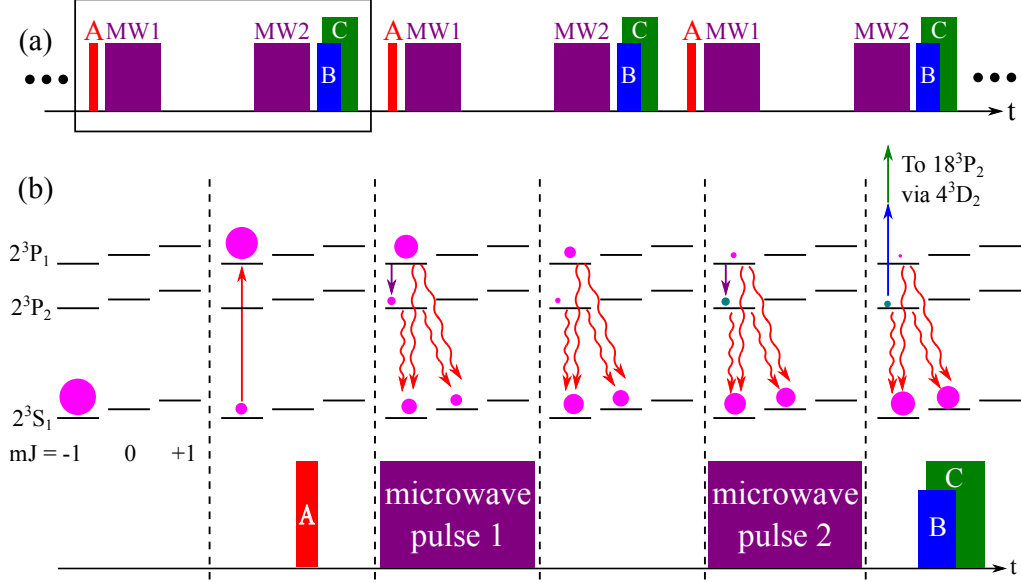 (a)
A MW1 MW2 C A MW1 MW2 C A MW1 MW2 C
B B B
t
(b)
To 18³P₂
via 4³D₂
2³P₁
2³P₂
2³S₁
mJ = -1 0 +1
A
microwave
pulse 1
microwave
pulse 2
C
B
t